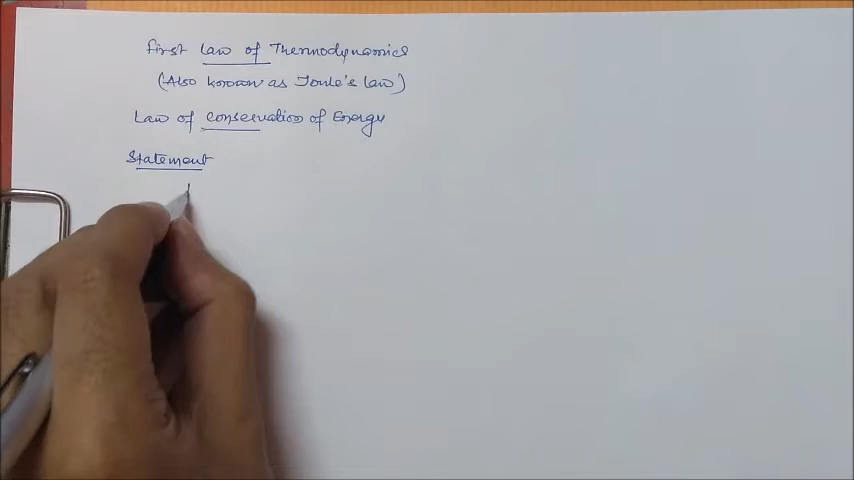 First Law of Thermodynamics
(Also known as Joule's law)
Law of conservation of Energy
Statement